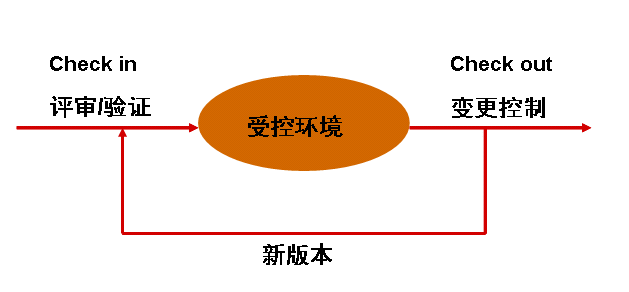 Check in
评审/验证
受控环境
Check out
变更控制
新版本